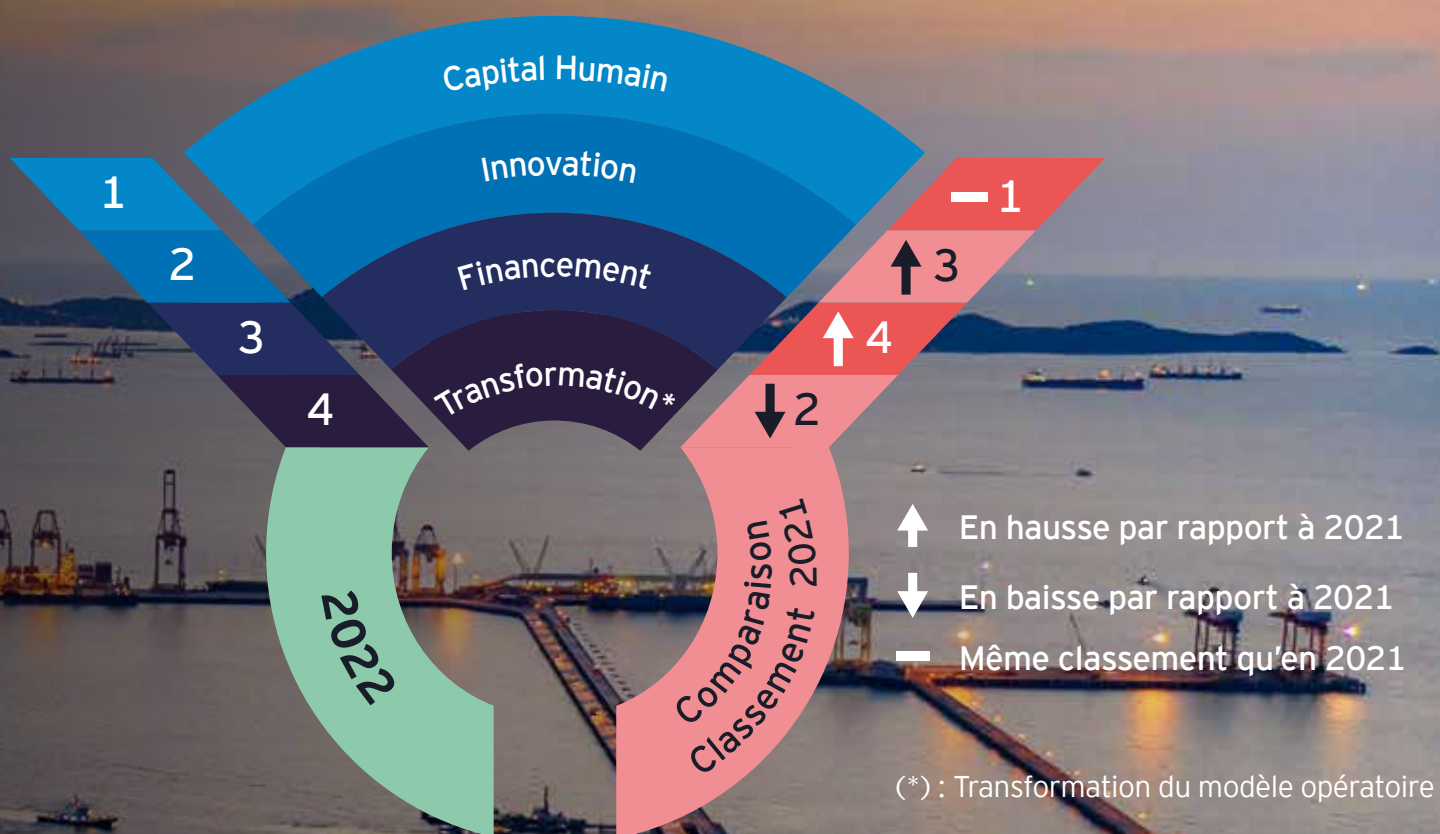 Capital Humain
Innovation
Financement
Transformation*
1
2
3
4
1
3
4
2
2022
Comparaison
Classement 2021
En hausse par rapport à 2021
En baisse par rapport à 2021
Même classement qu'en 2021
(*) : Transformation du modèle opératoire